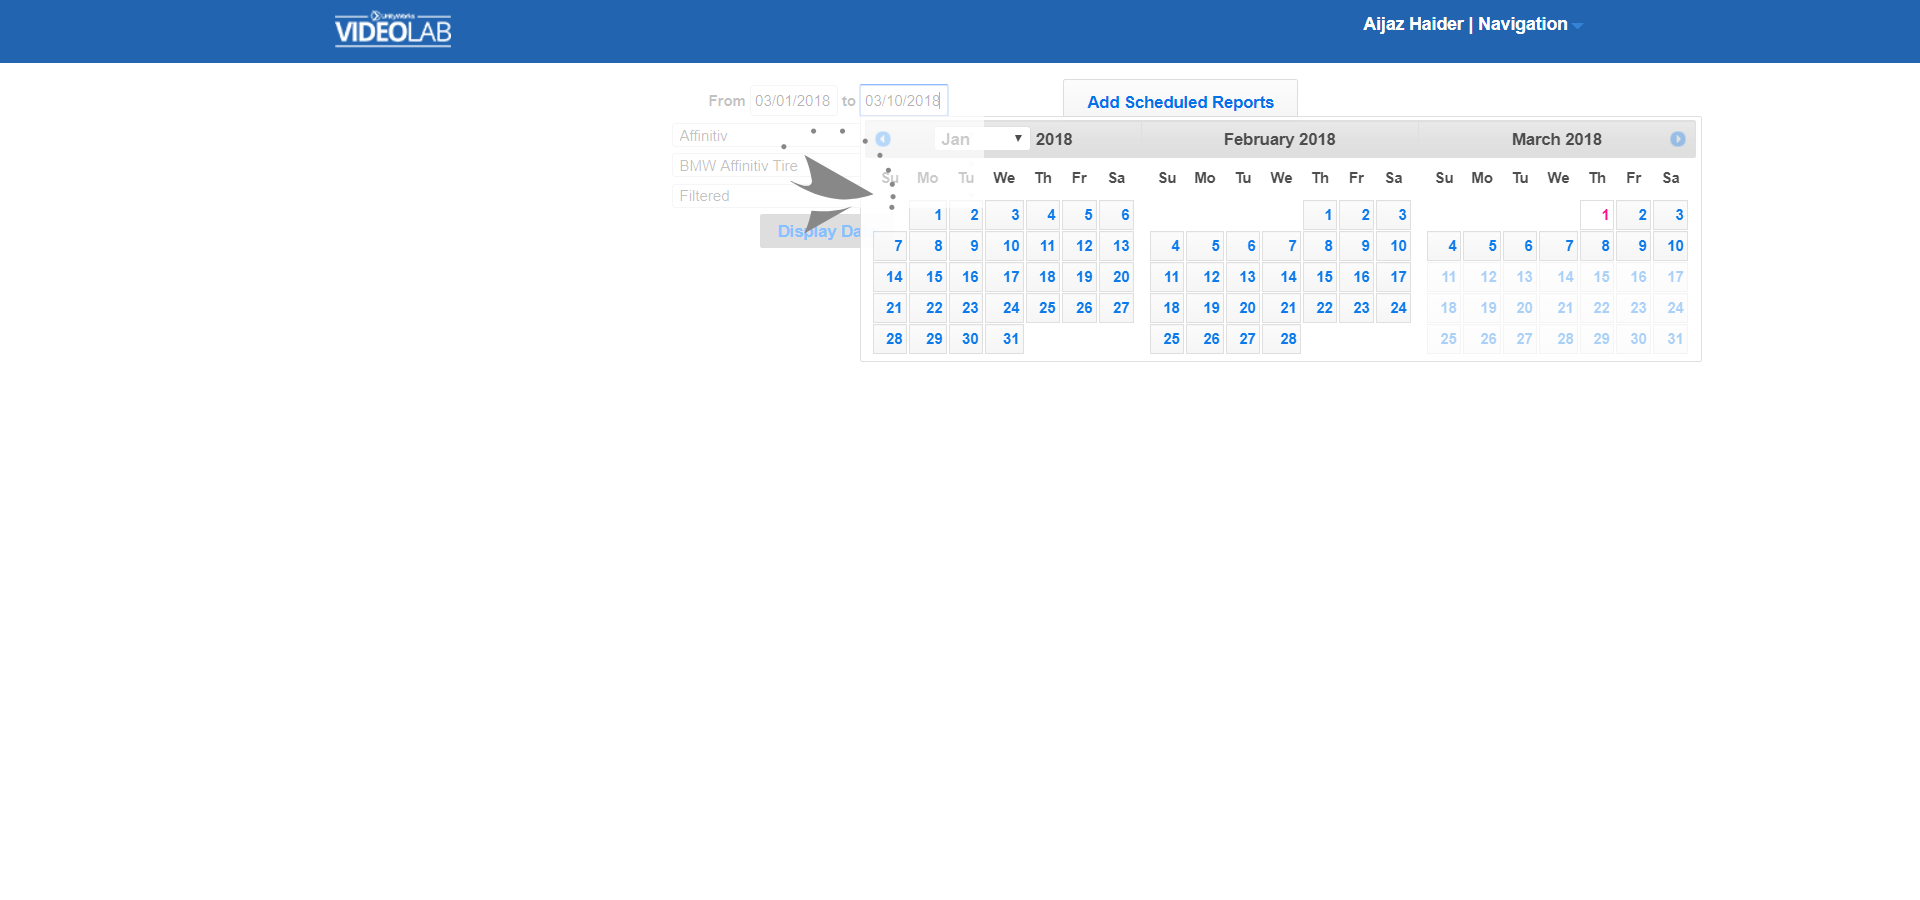 UnityWorks
VIDEOLAB
Aijaz Haider | Navigation
From 03/01/2018 to 03/10/2018
Add Scheduled Reports
Affinitiv
BMW Affinitiv Tire
Filtered
Display Da
Jan 2018
Su Mo Tu We Th Fr Sa
1 2 3 4 5 6
7 8 9 10 11 12 13
14 15 16 17 18 19 20
21 22 23 24 25 26 27
28 29 30 31
February 2018
Su Mo Tu We Th Fr Sa
1 2 3
4 5 6 7 8 9 10
11 12 13 14 15 16 17
18 19 20 21 22 23 24
25 26 27 28
March 2018
Su Mo Tu We Th Fr Sa
1 2 3
4 5 6 7 8 9 10
11 12 13 14 15 16 17
18 19 20 21 22 23 24
25 26 27 28 29 30 31